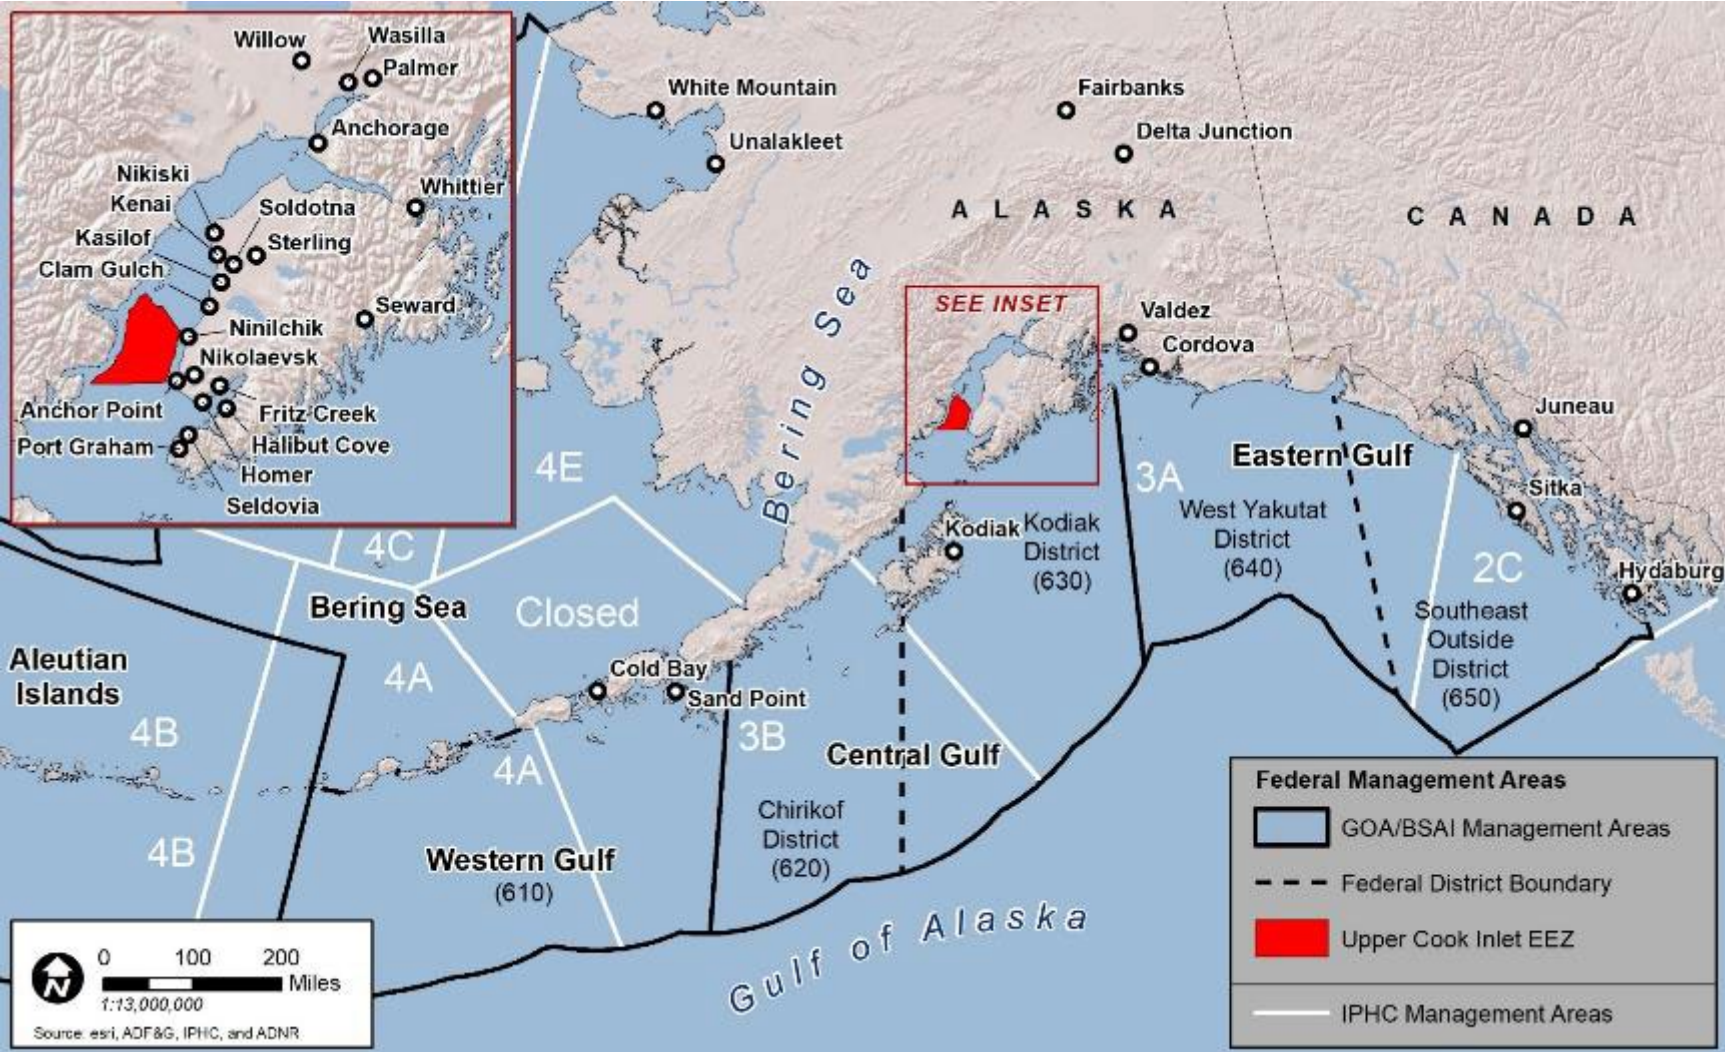 Willow
Wasilla
Palmer
Anchorage
Nikiski
Whittier
Kenai
Soldotna
Kasilof
Sterling
Clam Gulch
Seward
Ninilchik
Nikolaevsk
Anchor Point
Fritz Creek
Port Graham
Halibut Cove
Homer
Seldovia
White Mountain
Unalakleet
Fairbanks
Delta Junction
ALASKA
CANADA
Bering Sea
SEE INSET
Valdez
Cordova
Juneau
Eastern Gulf
Sitka
4E
3A
West Yakutat
District
(640)
Kodiak
Kodiak
District
(630)
4C
2C
Hydaburg
Bering Sea
Closed
Southeast
Outside
District
(650)
Aleutian
Islands
4A
Cold Bay
Sand Point
4B
3B
Central Gulf
4A
Chirikof
District
(620)
4B
Western Gulf
(610)
Gulf of Alaska
N
0 100 200
Miles
1:13,000,000
Source: esri, ADF&G, IPHC, and ADNR
Federal Management Areas
GOA/BSAI Management Areas
Federal District Boundary
Upper Cook Inlet EEZ
IPHC Management Areas